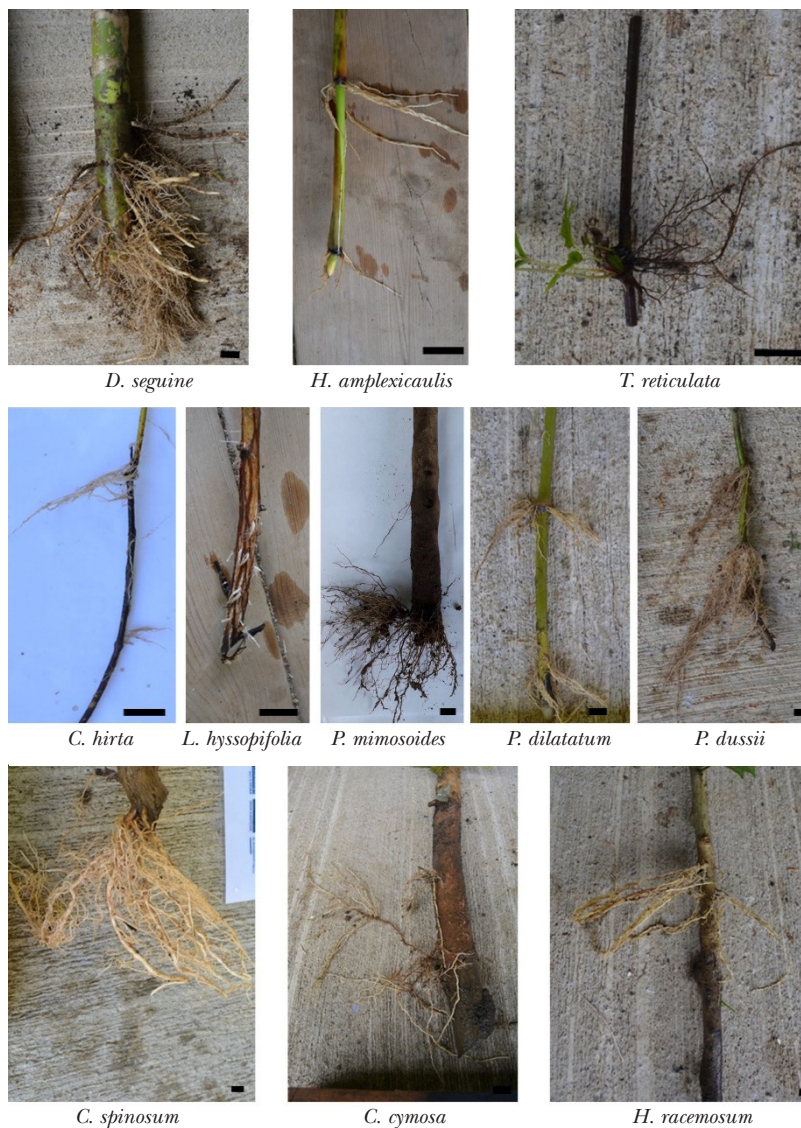 D. seguine
H. amplexicaulis
T. reticulata
C. hirta
L. hyssopifolia
P. mimosoides
P. dilatatum
P. dussii
C. spinosum
C. cymosa
H. racemosum